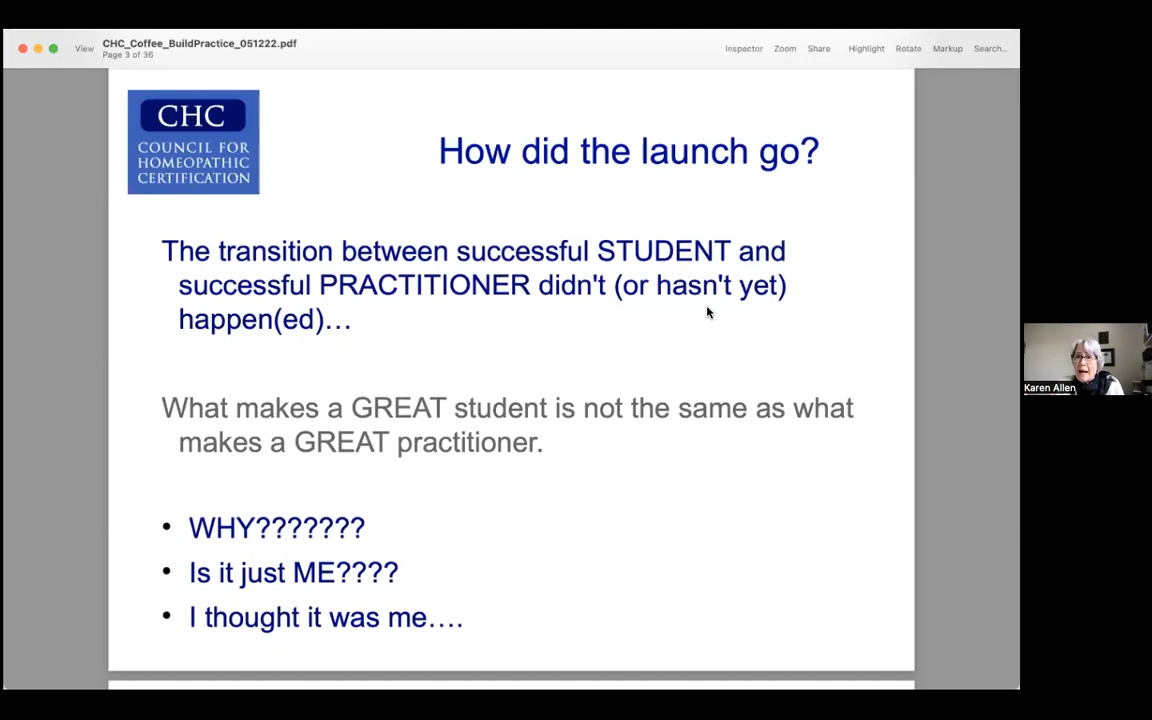 View
CHC_Coffee_BuildPractice_051222.pdf
Page 3 of 36
Inspector Zoom Share Highlight Rotate Markup Search...
CHC
COUNCIL FOR
HOMEOPATHIC
CERTIFICATION
How did the launch go?
The transition between successful STUDENT and
successful PRACTITIONER didn't (or hasn't yet)
happen(ed)…
What makes a GREAT student is not the same as what
makes a GREAT practitioner.
• WHY???????
• Is it just ME????
• I thought it was me….
Karen Allen